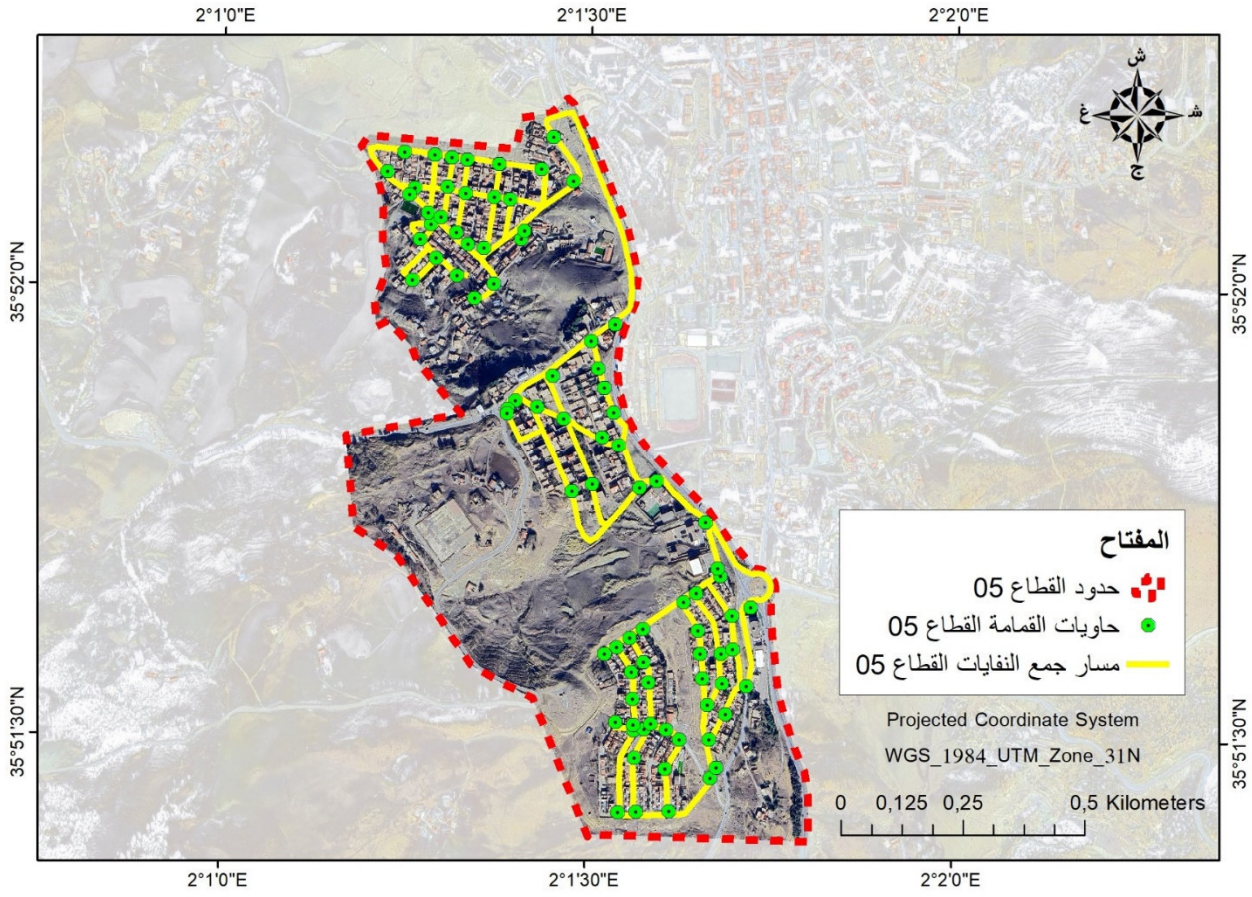 2°1'0"E 2°1'30"E 2°2'0"E
ش
غ
شـ
ج
35°52'0"N
35°52'0"N
المفتاح
حدود القطاع 05
حاويات القمامة القطاع 05
مسار جمع النفايات القطاع 05
Projected Coordinate System
WGS_1984_UTM_Zone_31N
0 0,125 0,25 0,5 Kilometers
35°51'30"N
35°51'30"N
2°1'0"E 2°1'30"E 2°2'0"E